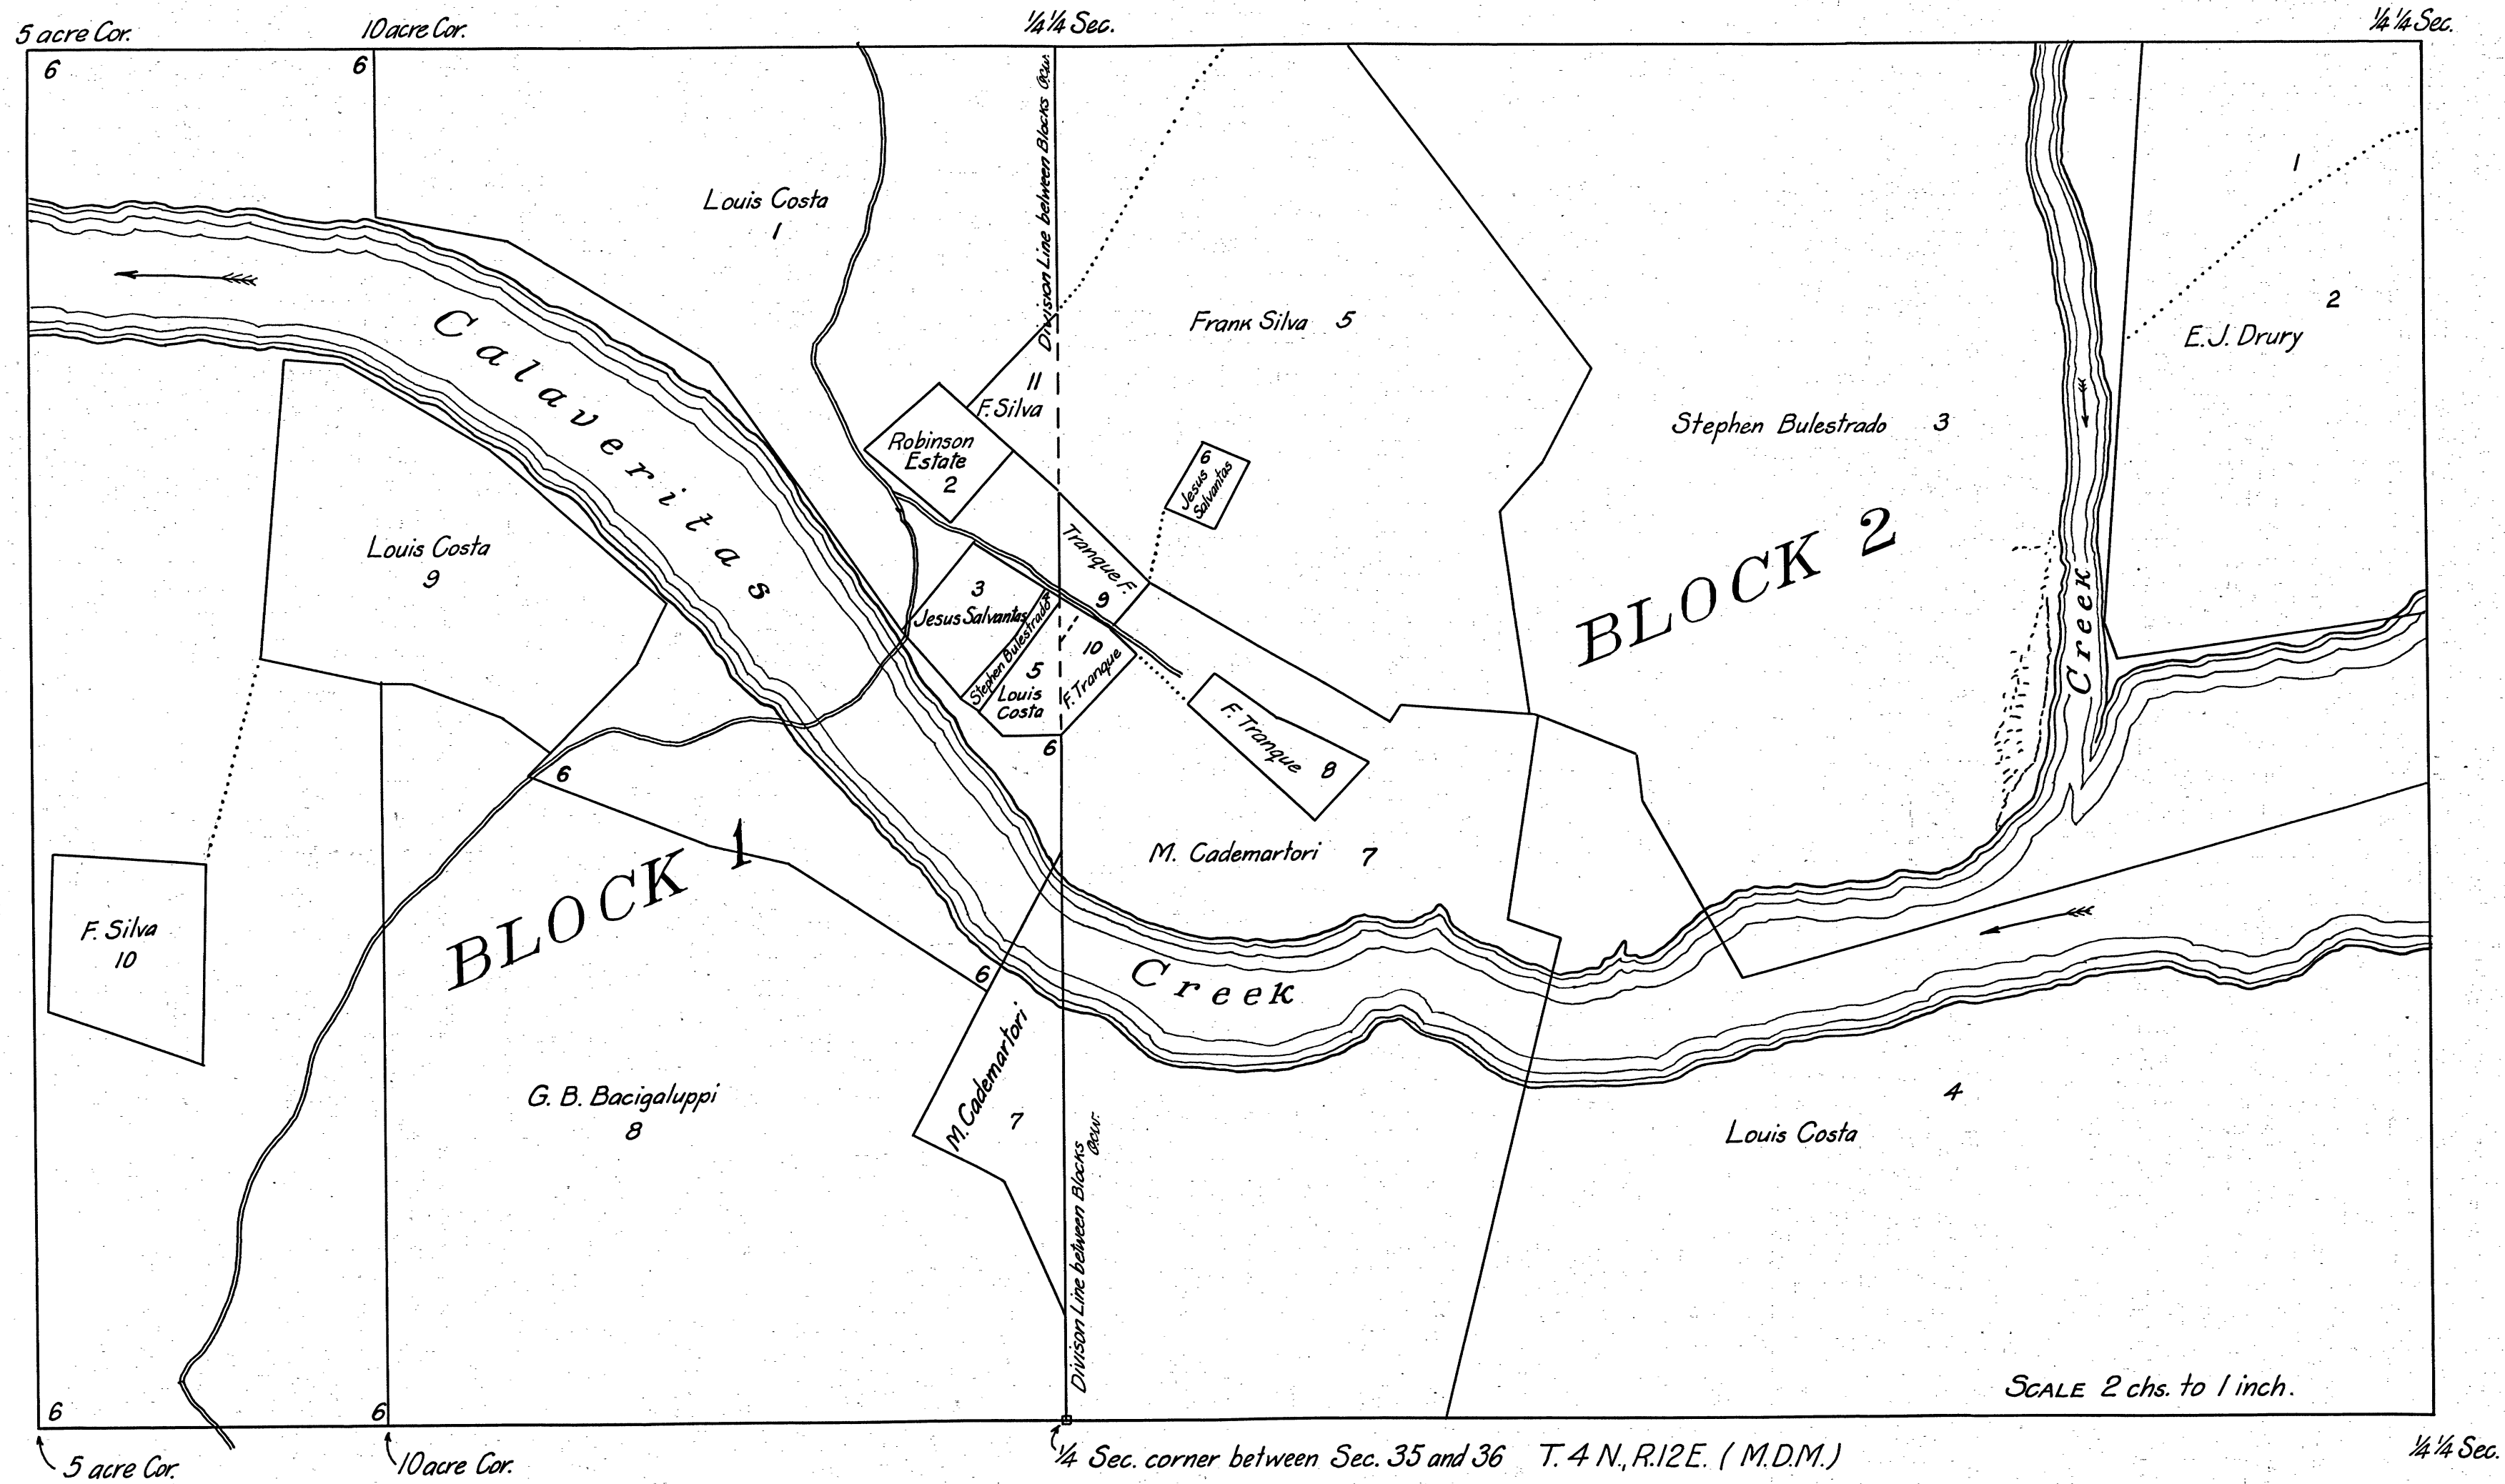 5 acre Cor.
10 acre Cor.
1/4 1/4 Sec.
1/4 1/4 Sec.
6
6
Division Line between Blocks
Louis Costa
1
1
2
E.J. Drury
Frank Silva 5
11
F. Silva
Robinson
Estate
2
Stephen Bulestrado 3
6
Jesus
Salvantas
Calaveritas
Louis Costa
9
Tranque F.
9
3
Jesus Salvantas
Stephen Bulestrado 4
5
Louis
Costa
10
F. Tranque
6
BLOCK 2
Creek
F. Tranque 8
6
BLOCK 1
M. Cademartori 7
F. Silva
10
6
Creek
M. Cademartori
7
G. B. Bacigaluppi
8
4
Louis Costa
Divison Line between Blocks
SCALE 2 chs. to 1 inch.
6
6
5 acre Cor.
10 acre Cor.
1/4 Sec. corner between Sec. 35 and 36 T. 4 N., R. 12 E. ( M.D.M.)
1/4 1/4 Sec.